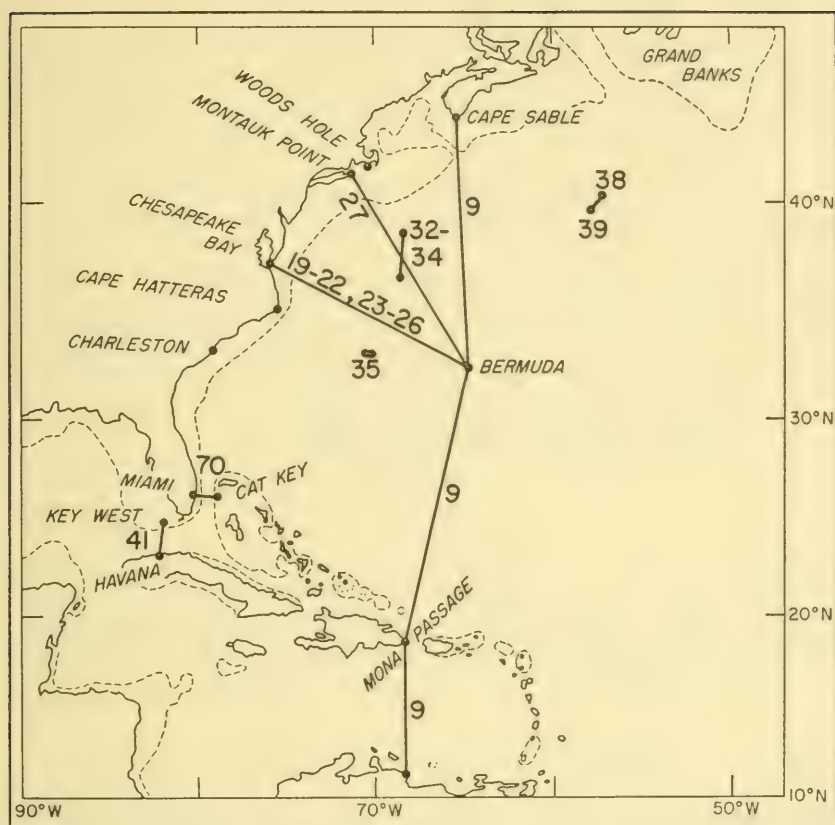 GRAND
BANKS
WOODS HOLE
MONTAUK POINT
CAPE SABLE
38
39
40°N
27
9
32-
34
CHESAPEAKE
BAY
19-22, 23-26
CAPE HATTERAS
CHARLESTON
35
BERMUDA
30°N
70
MIAMI
CAT KEY
9
KEY WEST
41
HAVANA
20°N
MONA PASSAGE
9
10°N
90°W
70°W
50°W